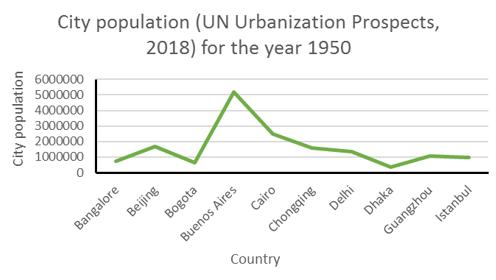 City population (UN Urbanization Prospects,
2018) for the year 1950
City population
6000000
5000000
4000000
3000000
2000000
1000000
0
Bangalore
Beijing
Bogota
Buenos Aires
Cairo
Chongqing
Delhi
Dhaka
Guangzhou
Istanbul
Country